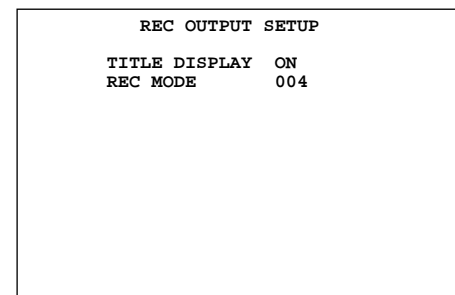 REC OUTPUT SETUP
TITLE DISPLAY ON
REC MODE 004